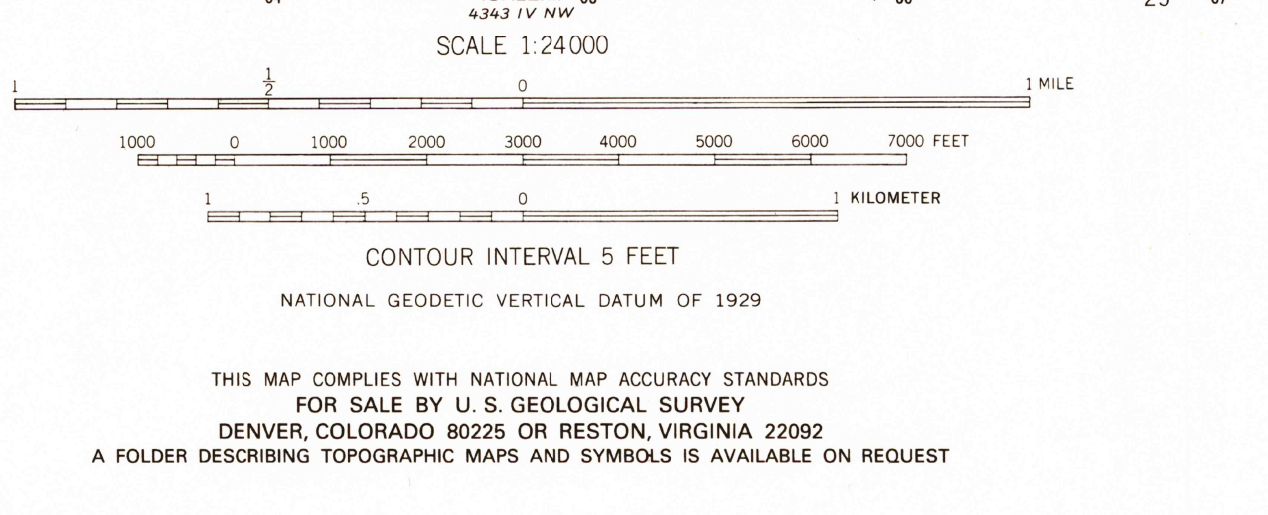 4343 IV NW
SCALE 1:24000
1 1/2 0 1 MILE
1000 0 1000 2000 3000 4000 5000 6000 7000 FEET
1 .5 0 1 KILOMETER
CONTOUR INTERVAL 5 FEET
NATIONAL GEODETIC VERTICAL DATUM OF 1929
THIS MAP COMPLIES WITH NATIONAL MAP ACCURACY STANDARDS
FOR SALE BY U. S. GEOLOGICAL SURVEY
DENVER, COLORADO 80225 OR RESTON, VIRGINIA 22092
A FOLDER DESCRIBING TOPOGRAPHIC MAPS AND SYMBOLS IS AVAILABLE ON REQUEST